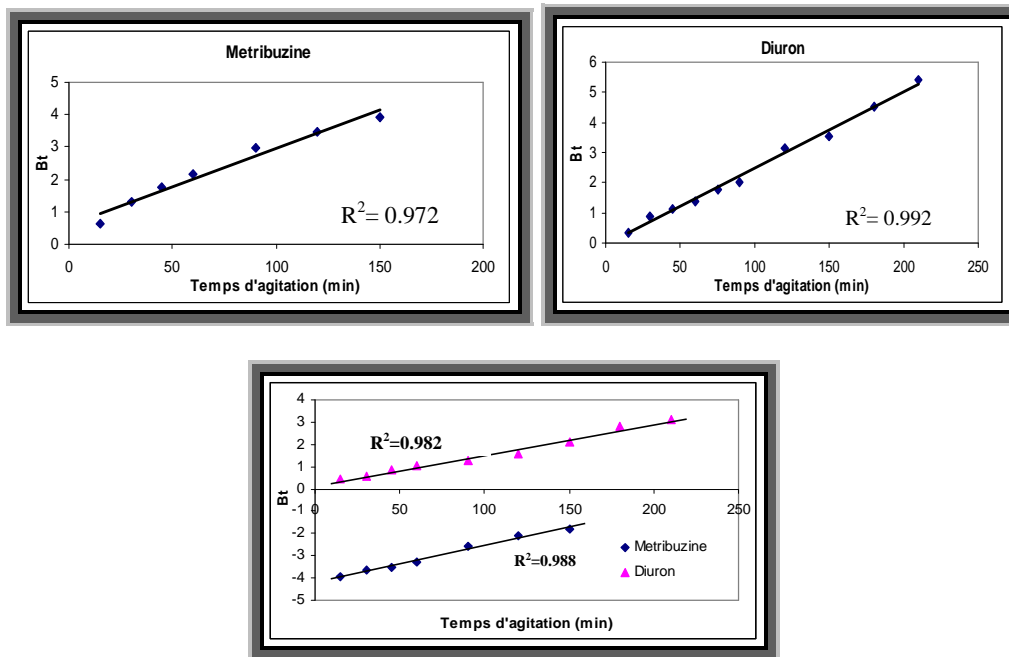 Metribuzine
5
4
3
2
1
0
Bt
R²= 0.972
0 50 100 150 200
Temps d'agitation (min)
Diuron
6
5
4
3
2
1
0
Bt
R²= 0.992
0 50 100 150 200 250
Temps d'agitation (min)
4
3
2
1
0
-1
-2
-3
-4
-5
Bt
R²=0.982
0 50 100 150 200 250
R²=0.988
Metribuzine
Diuron
Temps d'agitation (min)